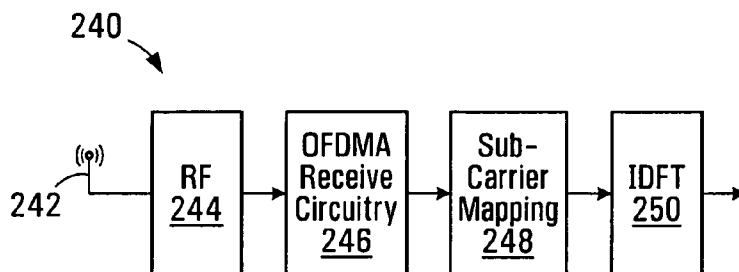 240
242
RF
244
OFDMA
Receive
Circuitry
246
Sub-
Carrier
Mapping
248
IDFT
250